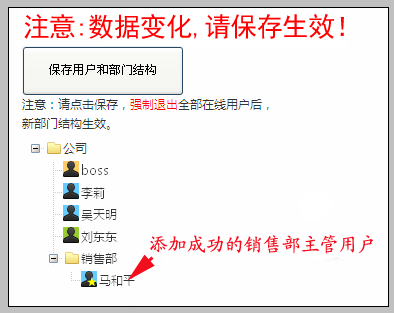 注意:数据变化,请保存生效!
保存用户和部门结构
注意：请点击保存，强制退出全部在线用户后，
新部门结构生效。
公司
boss
李莉
吴天明
刘东东
添加成功的销售部主管用户
销售部
马和平